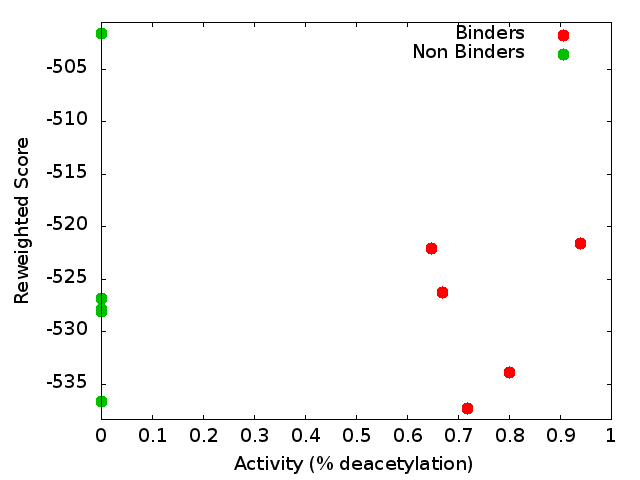 Binders
Non Binders
-505
-510
-515
-520
-525
-530
-535
Reweighted Score
0 0.1 0.2 0.3 0.4 0.5 0.6 0.7 0.8 0.9 1
Activity (% deacetylation)